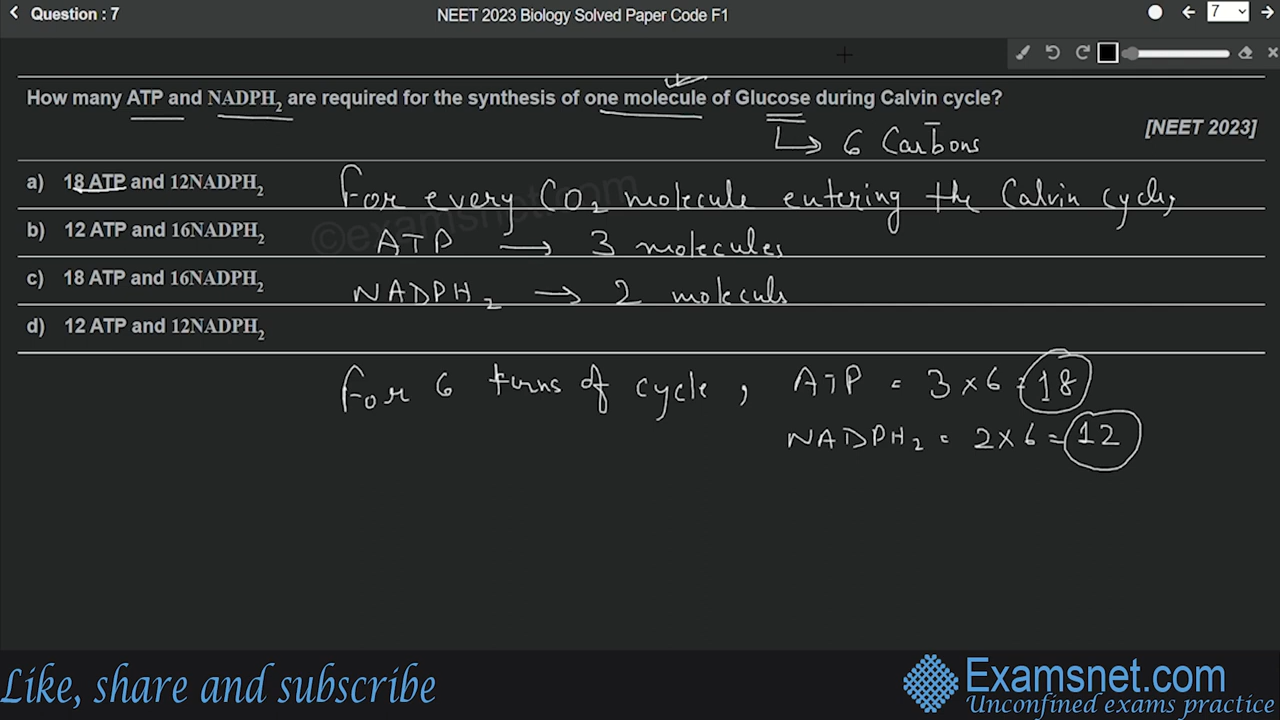 Question : 7
NEET 2023 Biology Solved Paper Code F1
7
How many ATP and NADPH₂ are required for the synthesis of one molecule of Glucose during Calvin cycle?
[NEET 2023]
6 Carbons
a) 18 ATP and 12NADPH₂
For every CO₂ molecule entering the Calvin cycle,
b) 12 ATP and 16NADPH₂
ATP → 3 molecules
c) 18 ATP and 16NADPH₂
NADPH₂ → 2 moleculs
d) 12 ATP and 12NADPH₂
For 6 turns of cycle, ATP = 3 × 6 = 18
NADPH₂ = 2 × 6 = 12
©examsnet.com
Like, share and subscribe
Examsnet.com
Unconfined exams practice